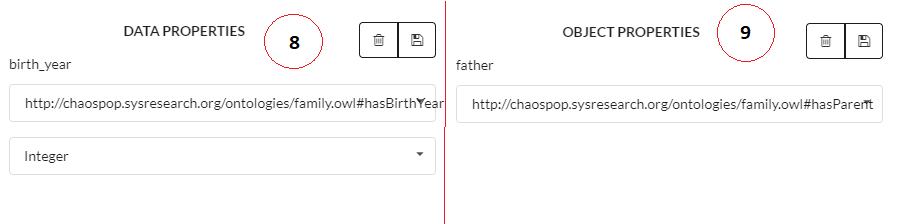 DATA PROPERTIES
8
birth_year
http://chaospop.sysresearch.org/ontologies/family.owl#hasBirthYear
Integer
OBJECT PROPERTIES
9
father
http://chaospop.sysresearch.org/ontologies/family.owl#hasParent